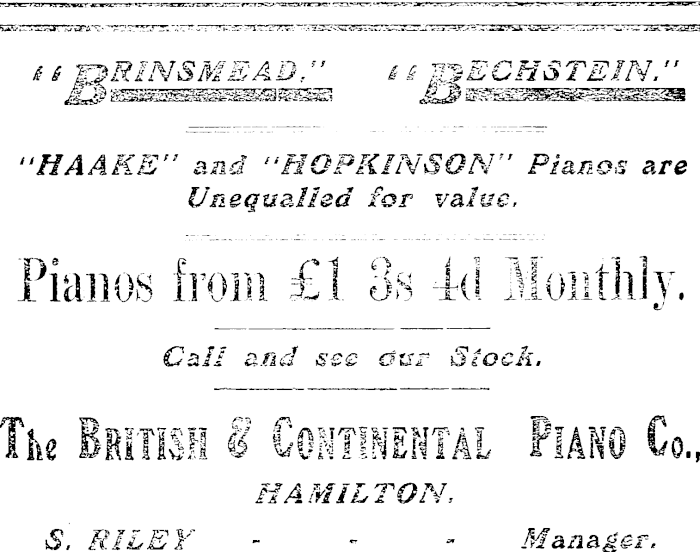 "BRINSMEAD," "BECHSTEIN."
"HAAKE" and "HOPKINSON" Pianos are
Unequalled for value.
Pianos from £1 3s 4d Monthly.
Call and see our Stock.
The BRITISH & CONTINENTAL PIANO Co.,
HAMILTON.
S. RILEY - - - Manager.